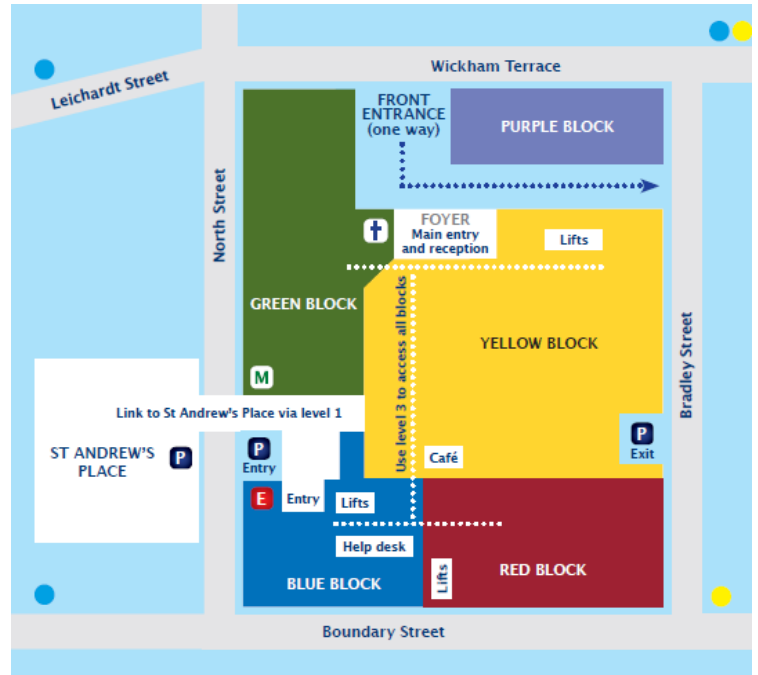 Wickham Terrace
Leichardt Street
FRONT
ENTRANCE
(one way)
PURPLE BLOCK
North Street
FOYER
Main entry
and reception
Lifts
GREEN BLOCK
Use level 3 to access all blocks
YELLOW BLOCK
Bradley Street
M
Link to St Andrew's Place via level 1
ST ANDREW'S
PLACE
P
P
Entry
P
Exit
Café
E
Entry
Lifts
Help desk
BLUE BLOCK
Lifts
RED BLOCK
Boundary Street